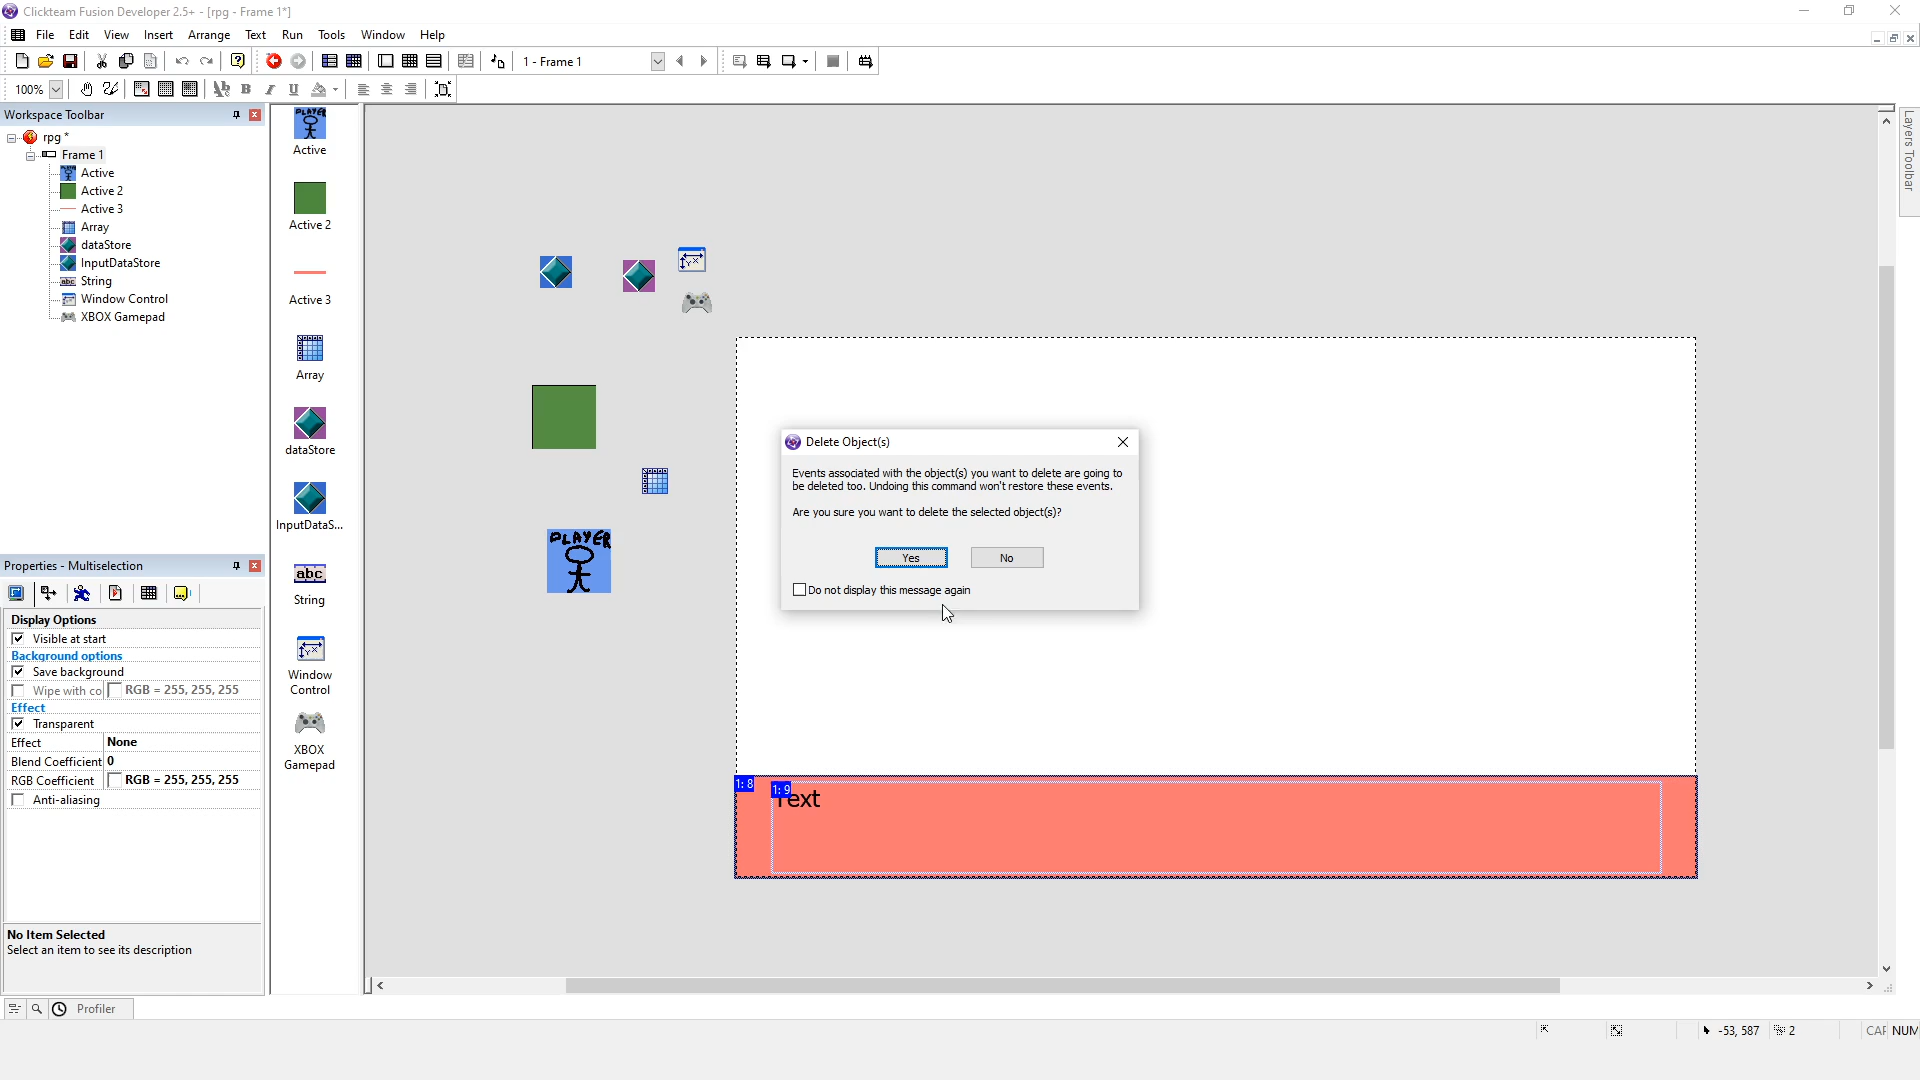 Clickteam Fusion Developer 2.5+ - [rpg - Frame 1*]
File Edit View Insert Arrange Text Run Tools Window Help
1 - Frame 1
100%
Workspace Toolbar
rpg *
Frame 1
Active
Active 2
Active 3
Array
dataStore
InputDataStore
String
Window Control
XBOX Gamepad
Properties - Multiselection
Display Options
Visible at start
Background options
Save background
Wipe with co RGB = 255, 255, 255
Effect
Transparent
Effect None
Blend Coefficient 0
RGB Coefficient RGB = 255, 255, 255
Anti-aliasing
No Item Selected
Select an item to see its description
Profiler
PLAYER
Active
Active 2
Active 3
Array
dataStore
InputDataS...
abc
String
Window
Control
XBOX
Gamepad
PLAYER
Delete Object(s)
Events associated with the object(s) you want to delete are going to
be deleted too. Undoing this command won't restore these events.
Are you sure you want to delete the selected object(s)?
Yes No
Do not display this message again
1: 8
1: 9
Text
Layers Toolbar
-53, 587 2 CAF NUM